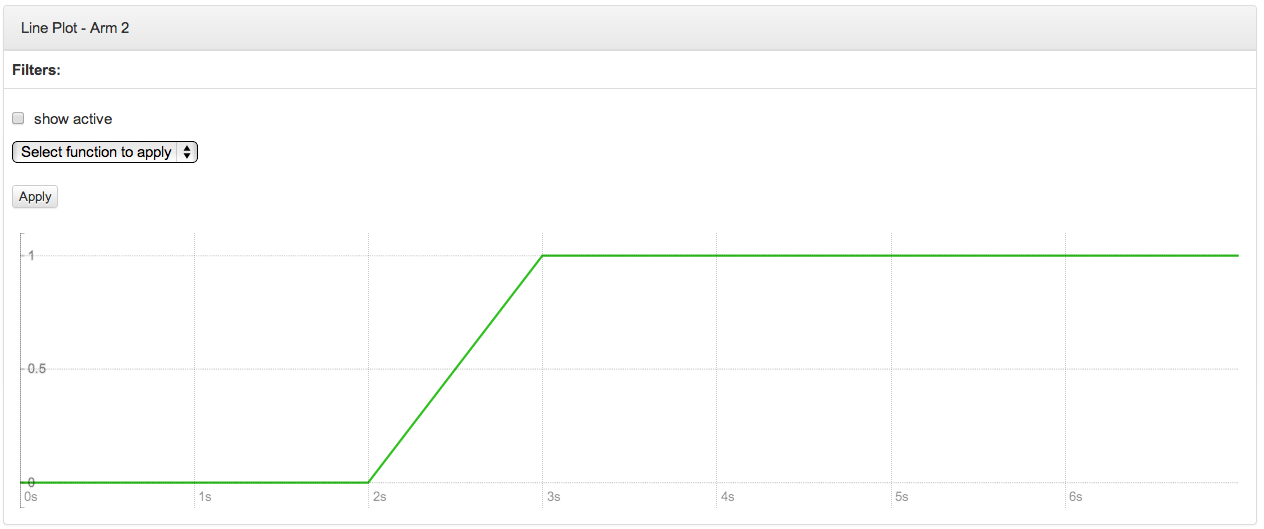 Line Plot - Arm 2
Filters:
show active
Select function to apply
Apply
1
0.5
0
0s 1s 2s 3s 4s 5s 6s